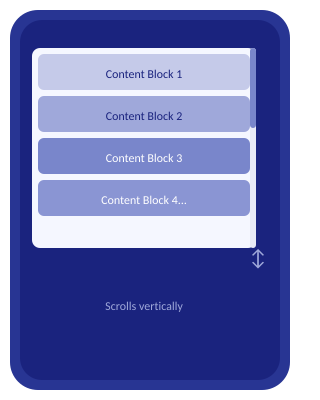 Content Block 1
Content Block 2
Content Block 3
Content Block 4...
Scrolls vertically